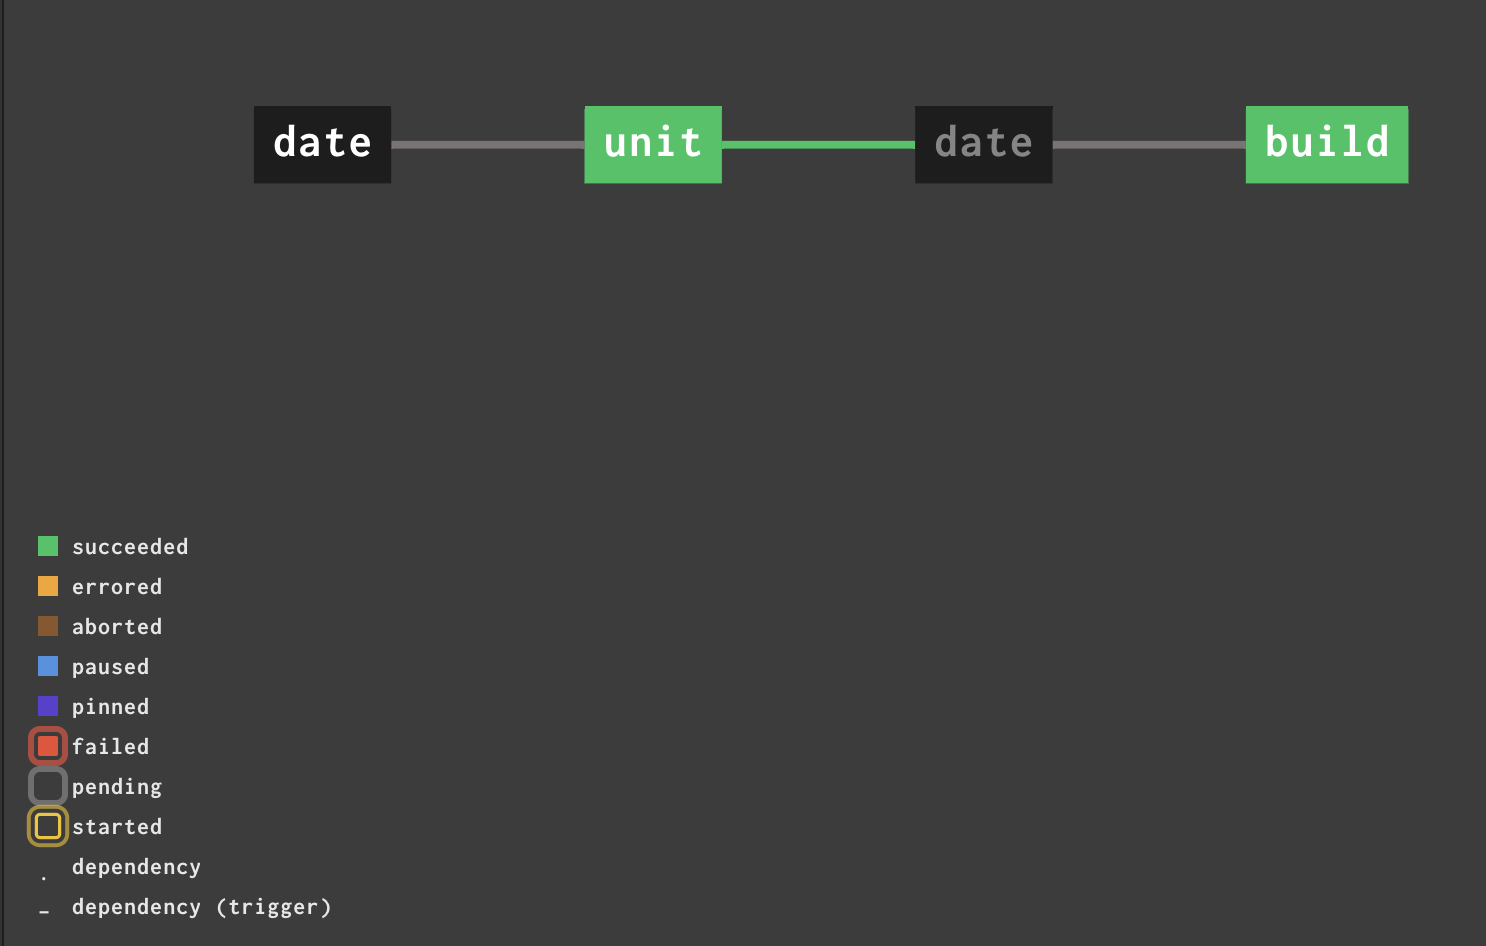 date unit date build
succeeded
errored
aborted
paused
pinned
failed
pending
started
. dependency
– dependency (trigger)